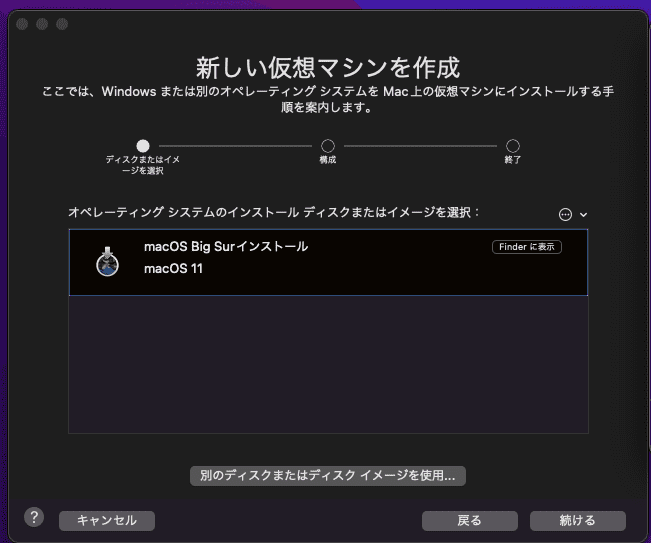 新しい仮想マシンを作成
ここでは、Windows または別のオペレーティング システムを Mac 上の仮想マシンにインストールする手
順を案内します。
ディスクまたはイメ
ージを選択
構成
終了
オペレーティング システムのインストール ディスクまたはイメージを選択：
macOS Big Surインストール
Finder に表示
macOS 11
別のディスクまたはディスク イメージを使用...
?
キャンセル
戻る
続ける